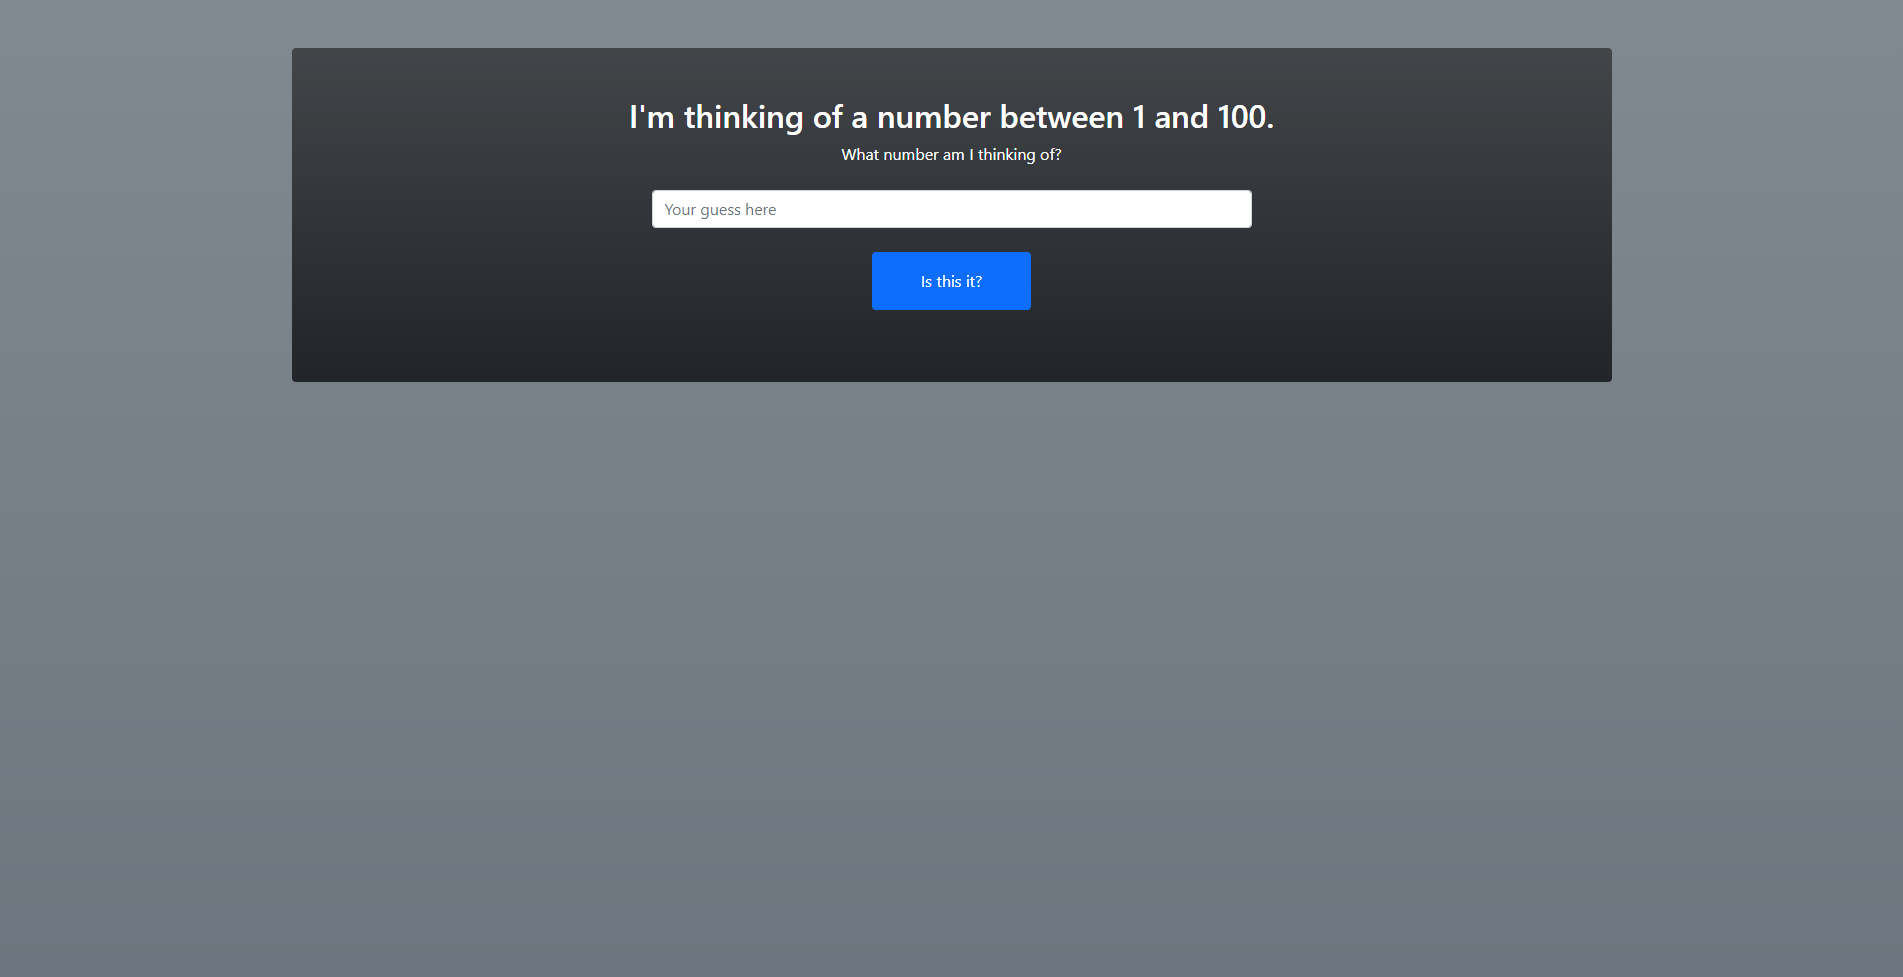 I'm thinking of a number between 1 and 100.
What number am I thinking of?
Your guess here
Is this it?